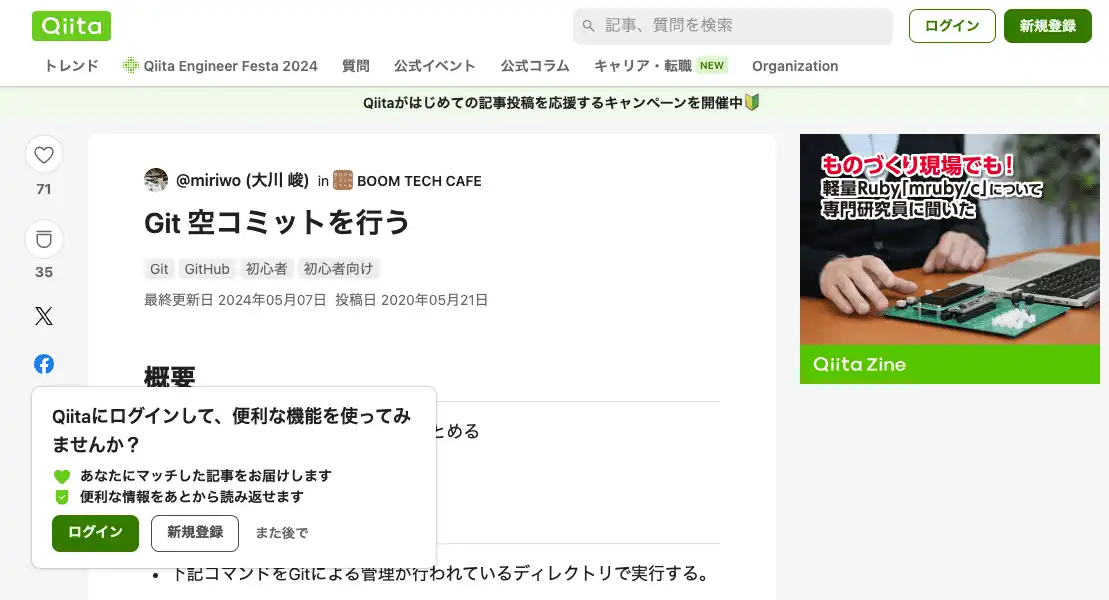 Qiita
記事、質問を検索
ログイン
新規登録
トレンド
Qiita Engineer Festa 2024
質問
公式イベント
公式コラム
キャリア・転職 NEW
Organization
Qiitaがはじめての記事投稿を応援するキャンペーンを開催中🔰
71
35
@miriwo (大川 峻) in BOOM TECH CAFE
Git 空コミットを行う
Git GitHub 初心者 初心者向け
最終更新日 2024年05月07日 投稿日 2020年05月21日
概要
とめる
下記コマンドをGitによる管理が行われているディレクトリで実行する。
Qiitaにログインして、便利な機能を使ってみ
ませんか？
あなたにマッチした記事をお届けします
便利な情報をあとから読み返せます
ログイン
新規登録
また後で
ものづくり現場でも!
軽量Ruby「mruby/c」について
専門研究員に聞いた
Qiita Zine